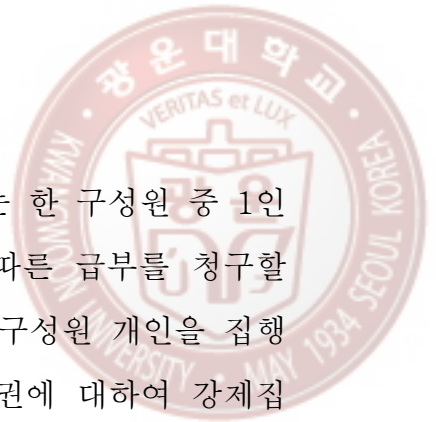 광운대학교
VERITAS et LUX
KWANGWOON UNIVERSITY • MAY 1934 SEOUL KOREA
는 한 구성원 중 1인
따른 급부를 청구할
구성원 개인을 집행
권에 대하여 강제집